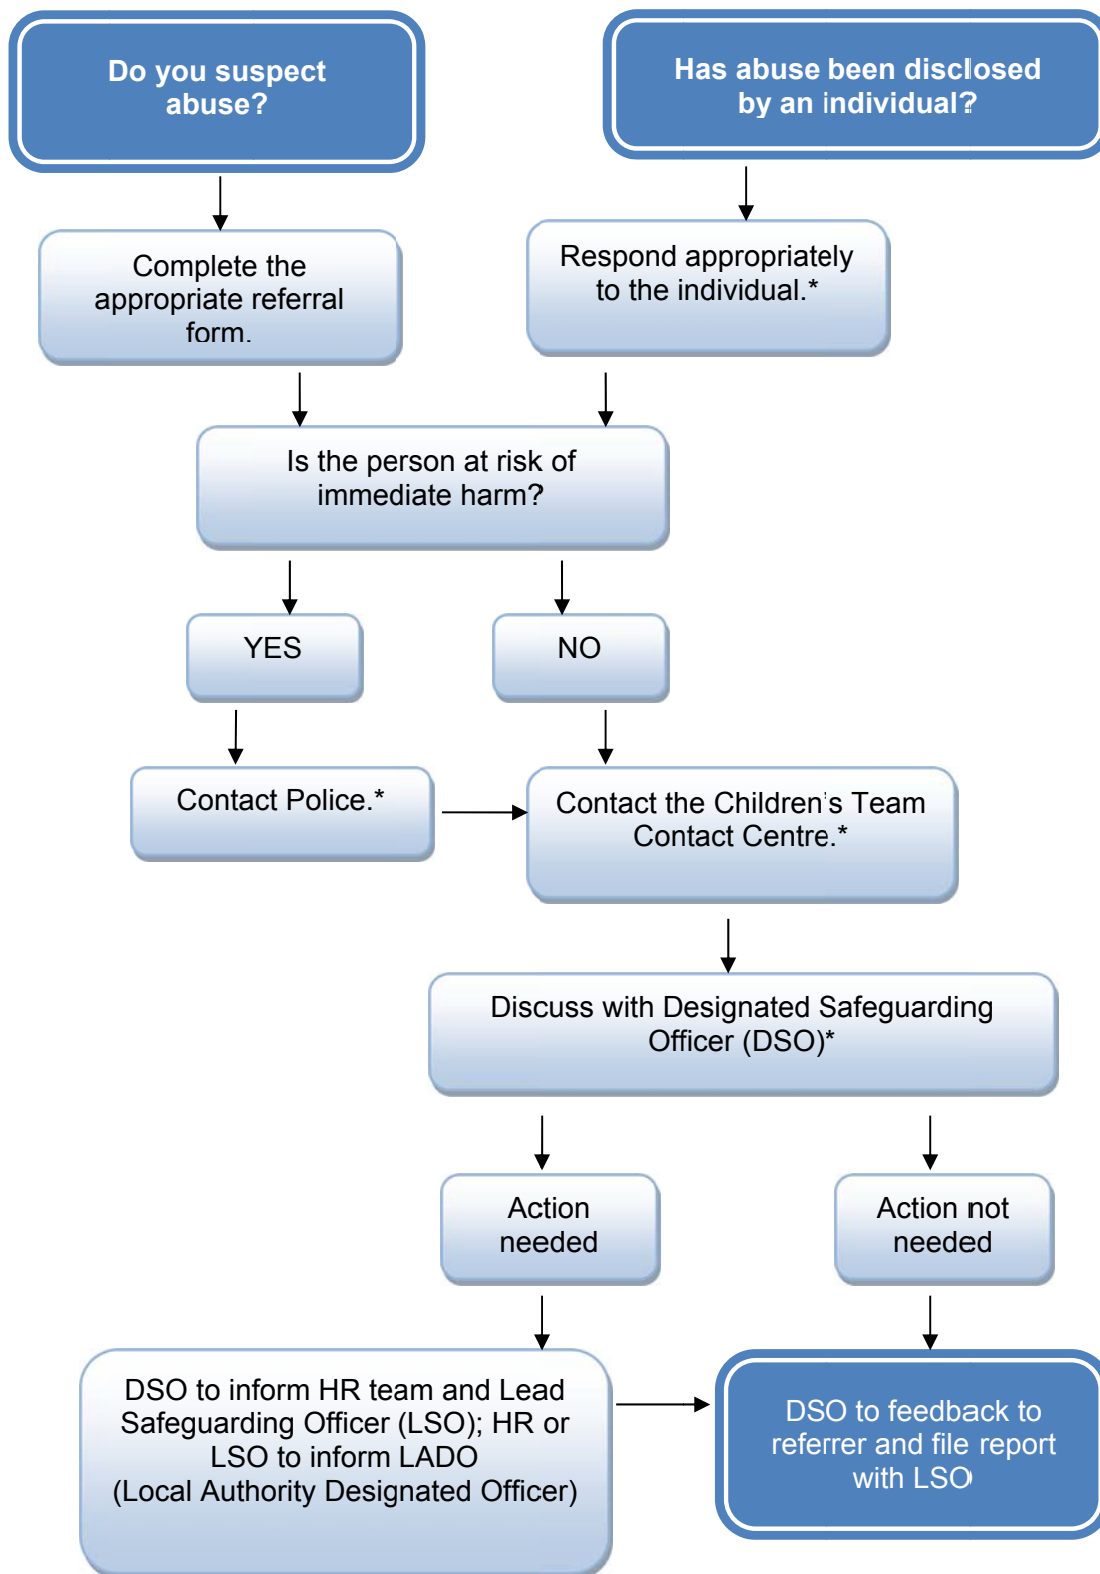 Do you suspect
abuse?
Has abuse been disclosed
by an individual?
Complete the
appropriate referral
form.
Respond appropriately
to the individual.*
Is the person at risk of
immediate harm?
YES
NO
Contact Police.*
Contact the Children's Team
Contact Centre.*
Discuss with Designated Safeguarding
Officer (DSO)*
Action
needed
Action not
needed
DSO to inform HR team and Lead
Safeguarding Officer (LSO); HR or
LSO to inform LADO
(Local Authority Designated Officer)
DSO to feedback to
referrer and file report
with LSO